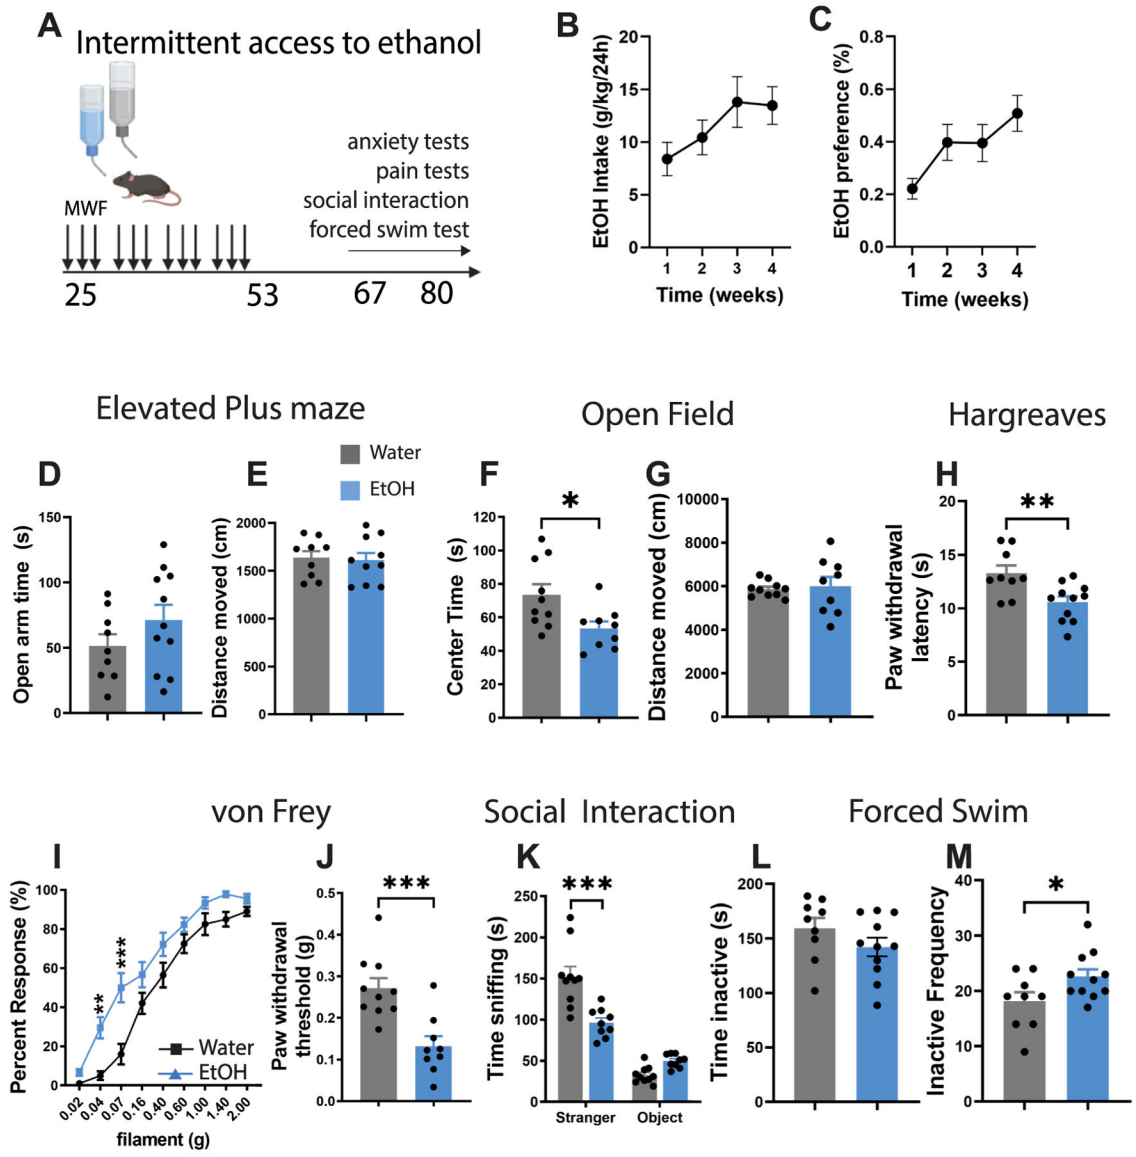 A
Intermittent access to ethanol
MWF
anxiety tests
pain tests
social interaction
forced swim test
25 53 67 80
B
EtOH Intake (g/kg/24h)
20
15
10
5
0
1 2 3 4
Time (weeks)
C
EtOH preference (%)
0.8
0.6
0.4
0.2
0.0
1 2 3 4
Time (weeks)
Elevated Plus maze
Water
EtOH
D
Open arm time (s)
150
100
50
0
E
Distance moved (cm)
2000
1500
1000
500
0
Open Field
F
Center Time (s)
120
100
80
60
40
20
0
*
G
Distance moved (cm)
10000
8000
6000
4000
2000
0
Hargreaves
H
Paw withdrawal
latency (s)
20
15
10
5
0
**
von Frey
I
Percent Response (%)
100
80
60
40
20
0
**
***
Water
EtOH
0.02 0.04 0.07 0.16 0.40 0.60 1.00 1.40 2.00
filament (g)
J
Paw withdrawal
threshold (g)
0.5
0.4
0.3
0.2
0.1
0.0
***
Social Interaction
K
Time sniffing (s)
250
200
150
100
50
0
***
Stranger Object
Forced Swim
L
Time inactive (s)
200
150
100
50
0
M
Inactive Frequency
40
30
20
10
0
*